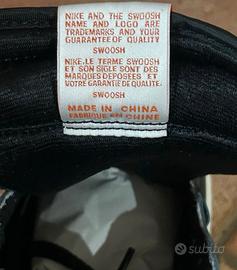 NIKE AND THE SWOOSH
NAME AND LOGO ARE
TRADEMARKS AND YOUR
GUARANTEE OF QUALITY
SWOOSH
NIKE.LE TERME SWOOSH
ET SON SIGLE SONT DES
MARQUES DEPOSEES ET
VOTRE GARANTIE DE QUALITE.
SWOOSH
MADE IN CHINA
FABRIQUE EN CHINE
subito